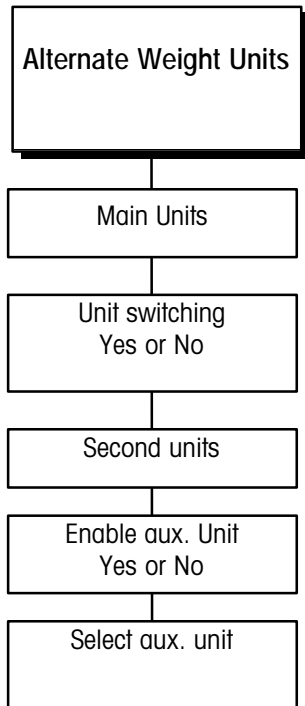 Alternate Weight Units
Main Units
Unit switching
Yes or No
Second units
Enable aux. Unit
Yes or No
Select aux. unit